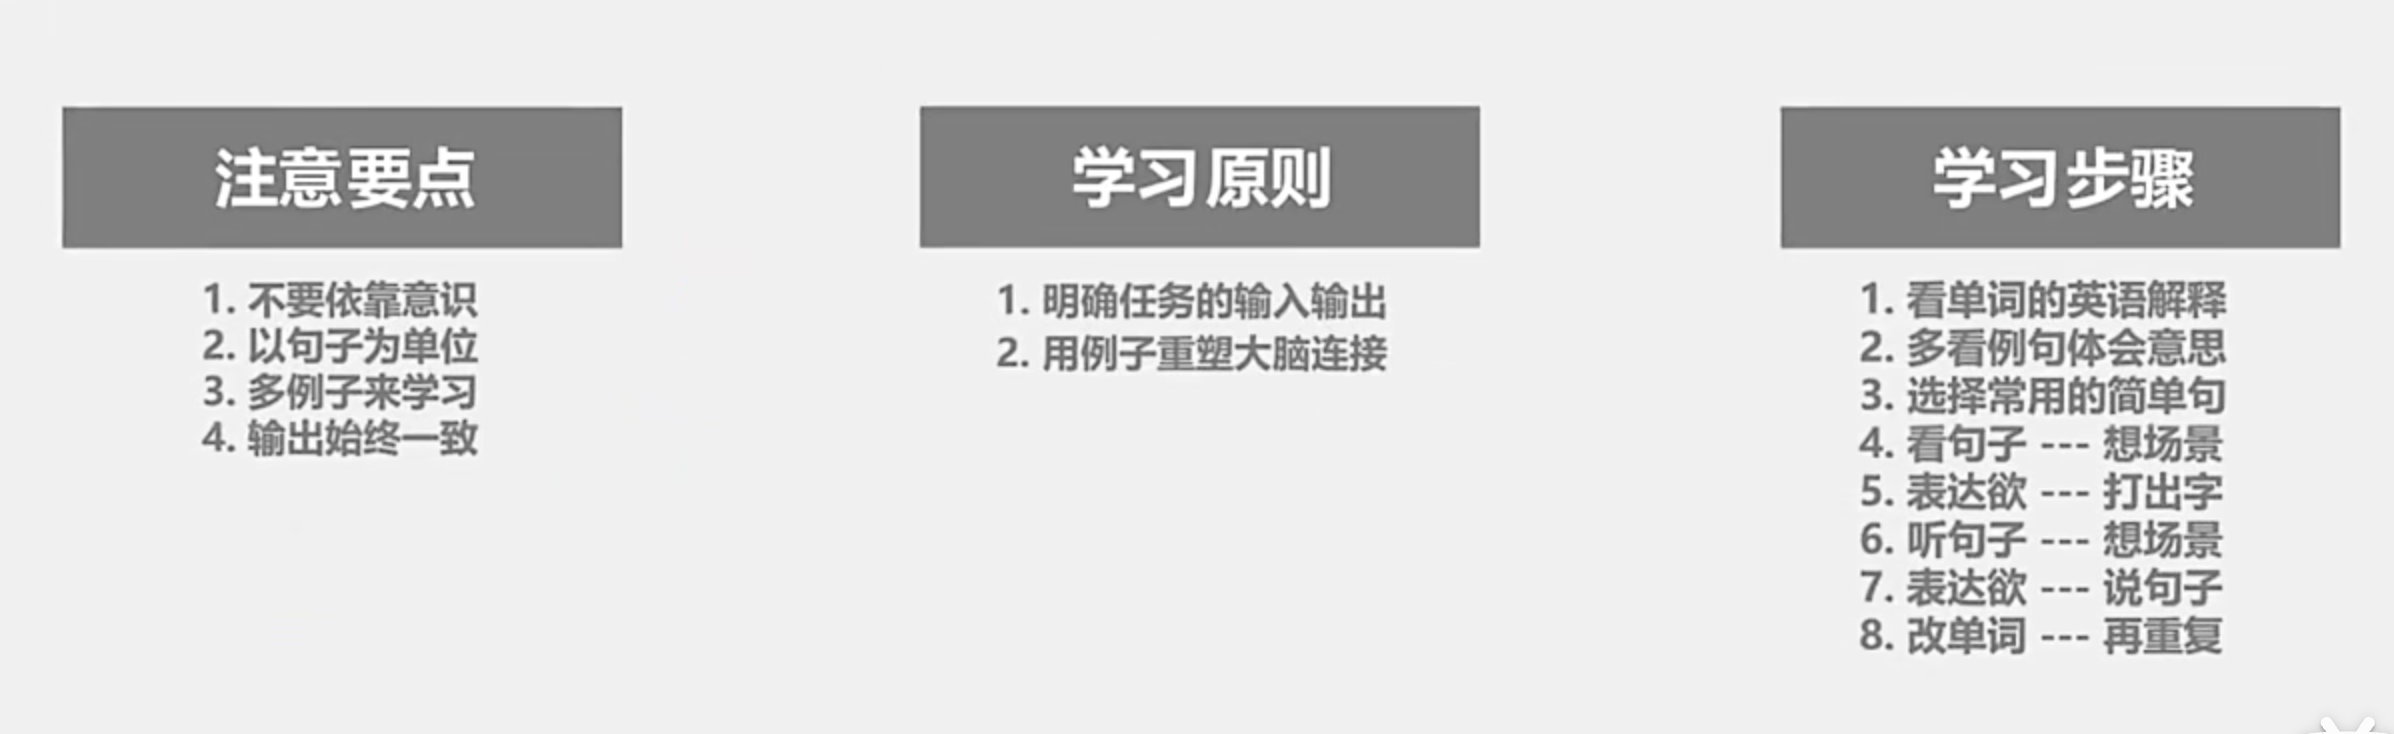 注意要点
1. 不要依靠意识
2. 以句子为单位
3. 多例子来学习
4. 输出始终一致
学习原则
1. 明确任务的输入输出
2. 用例子重塑大脑连接
学习步骤
1. 看单词的英语解释
2. 多看例句体会意思
3. 选择常用的简单句
4. 看句子 --- 想场景
5. 表达欲 --- 打出字
6. 听句子 --- 想场景
7. 表达欲 --- 说句子
8. 改单词 --- 再重复